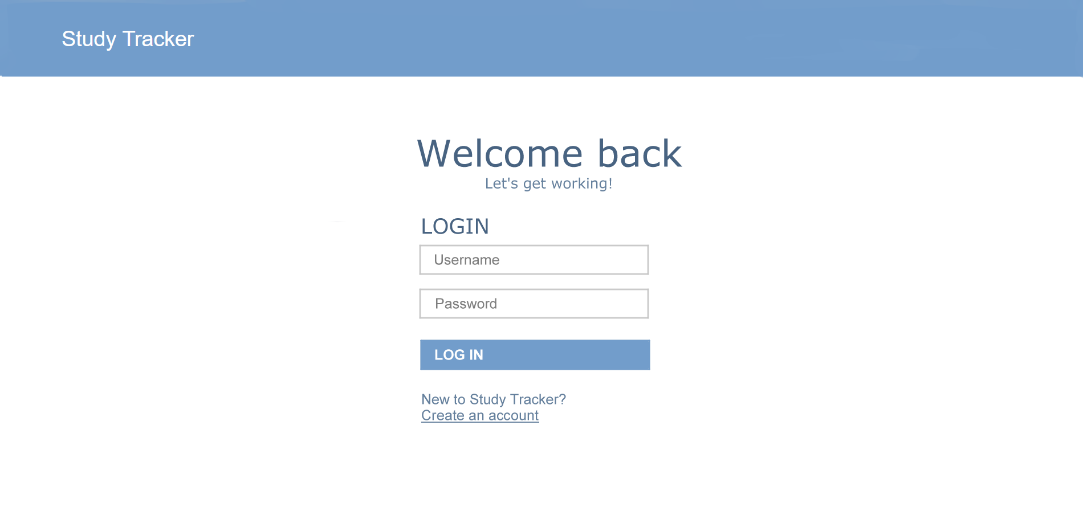 Study Tracker
Welcome back
Let's get working!
LOGIN
Username
Password
LOG IN
New to Study Tracker?
Create an account